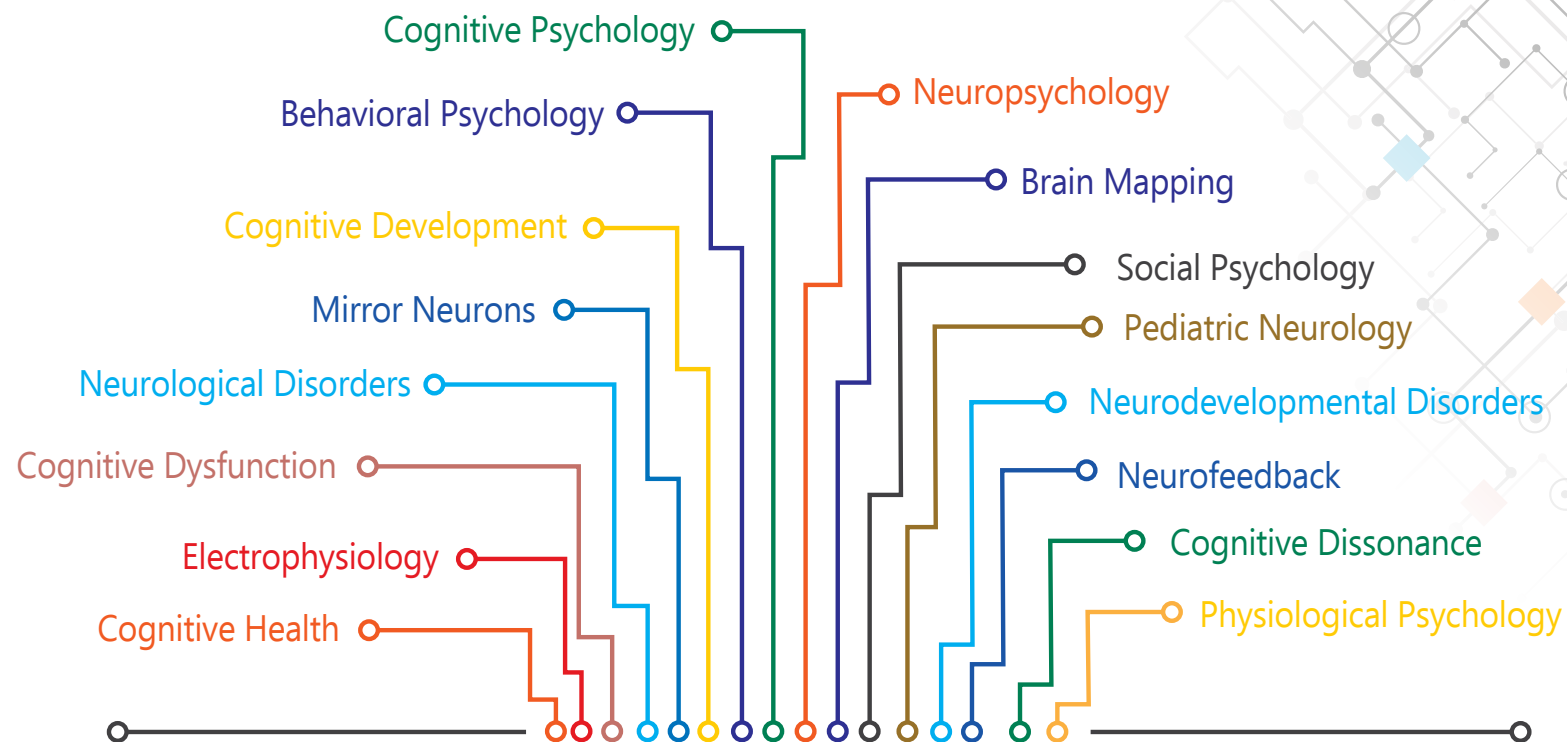 Cognitive Psychology
Behavioral Psychology
Cognitive Development
Mirror Neurons
Neurological Disorders
Cognitive Dysfunction
Electrophysiology
Cognitive Health
Neuropsychology
Brain Mapping
Social Psychology
Pediatric Neurology
Neurodevelopmental Disorders
Neurofeedback
Cognitive Dissonance
Physiological Psychology